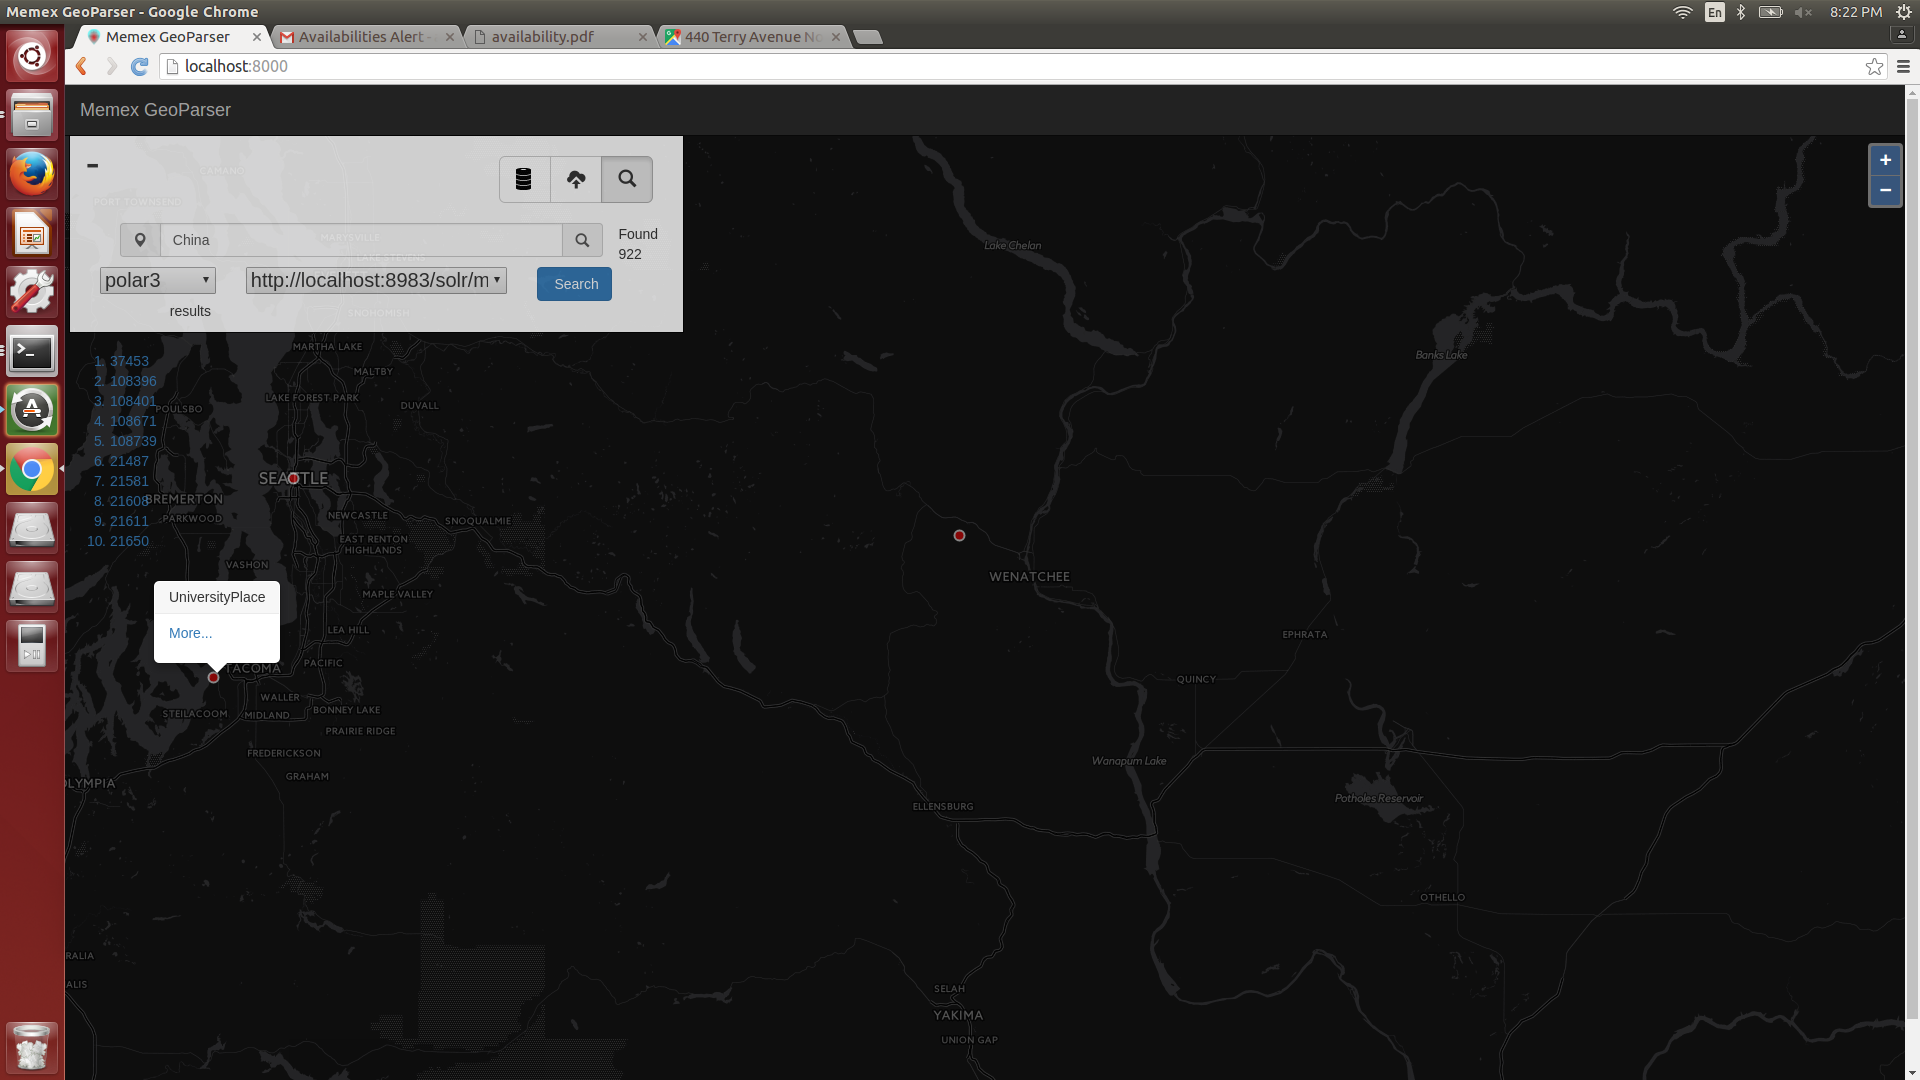 Memex GeoParser - Google Chrome
En
8:22 PM
Memex GeoParser
Availabilities Alert -
availability.pdf
440 Terry Avenue No
localhost:8000
Memex GeoParser
-
CAMANO
PORT TOWNSEND
MARYSVILLE
LAKE STEVENS
SNOHOMISH
China
Found
922
polar3
http://localhost:8983/solr/m
Search
results
1. 37453
2. 108396
3. 108401
4. 108671
5. 108739
6. 21487
7. 21581
8. 21608
9. 21611
10. 21650
+
−
MARTHA LAKE
MALTBY
LAKE FOREST PARK
DUVALL
POULSBO
SEATTLE
BREMERTON
PARKWOOD
NEWCASTLE
SNOQUALMIE
EAST RENTON
HIGHLANDS
VASHON
MAPLE VALLEY
UniversityPlace
More...
LEA HILL
PACIFIC
TACOMA
WALLER
STEILACOOM
MIDLAND
BONNEY LAKE
PRAIRIE RIDGE
FREDERICKSON
GRAHAM
OLYMPIA
RALIA
ALIS
Lake Chelan
Banks Lake
WENATCHEE
EPHRATA
QUINCY
Wanapum Lake
Potholes Reservoir
ELLENSBURG
OTHELLO
SELAH
YAKIMA
UNION GAP